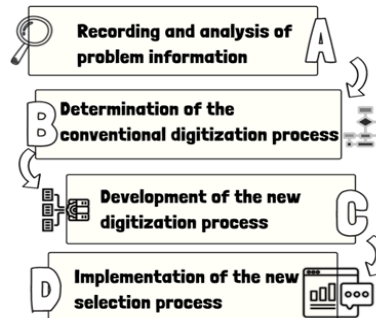 Recording and analysis of
problem information
A
B
Determination of the
conventional digitization process
Development of the new
digitization process
C
D
Implementation of the new
selection process